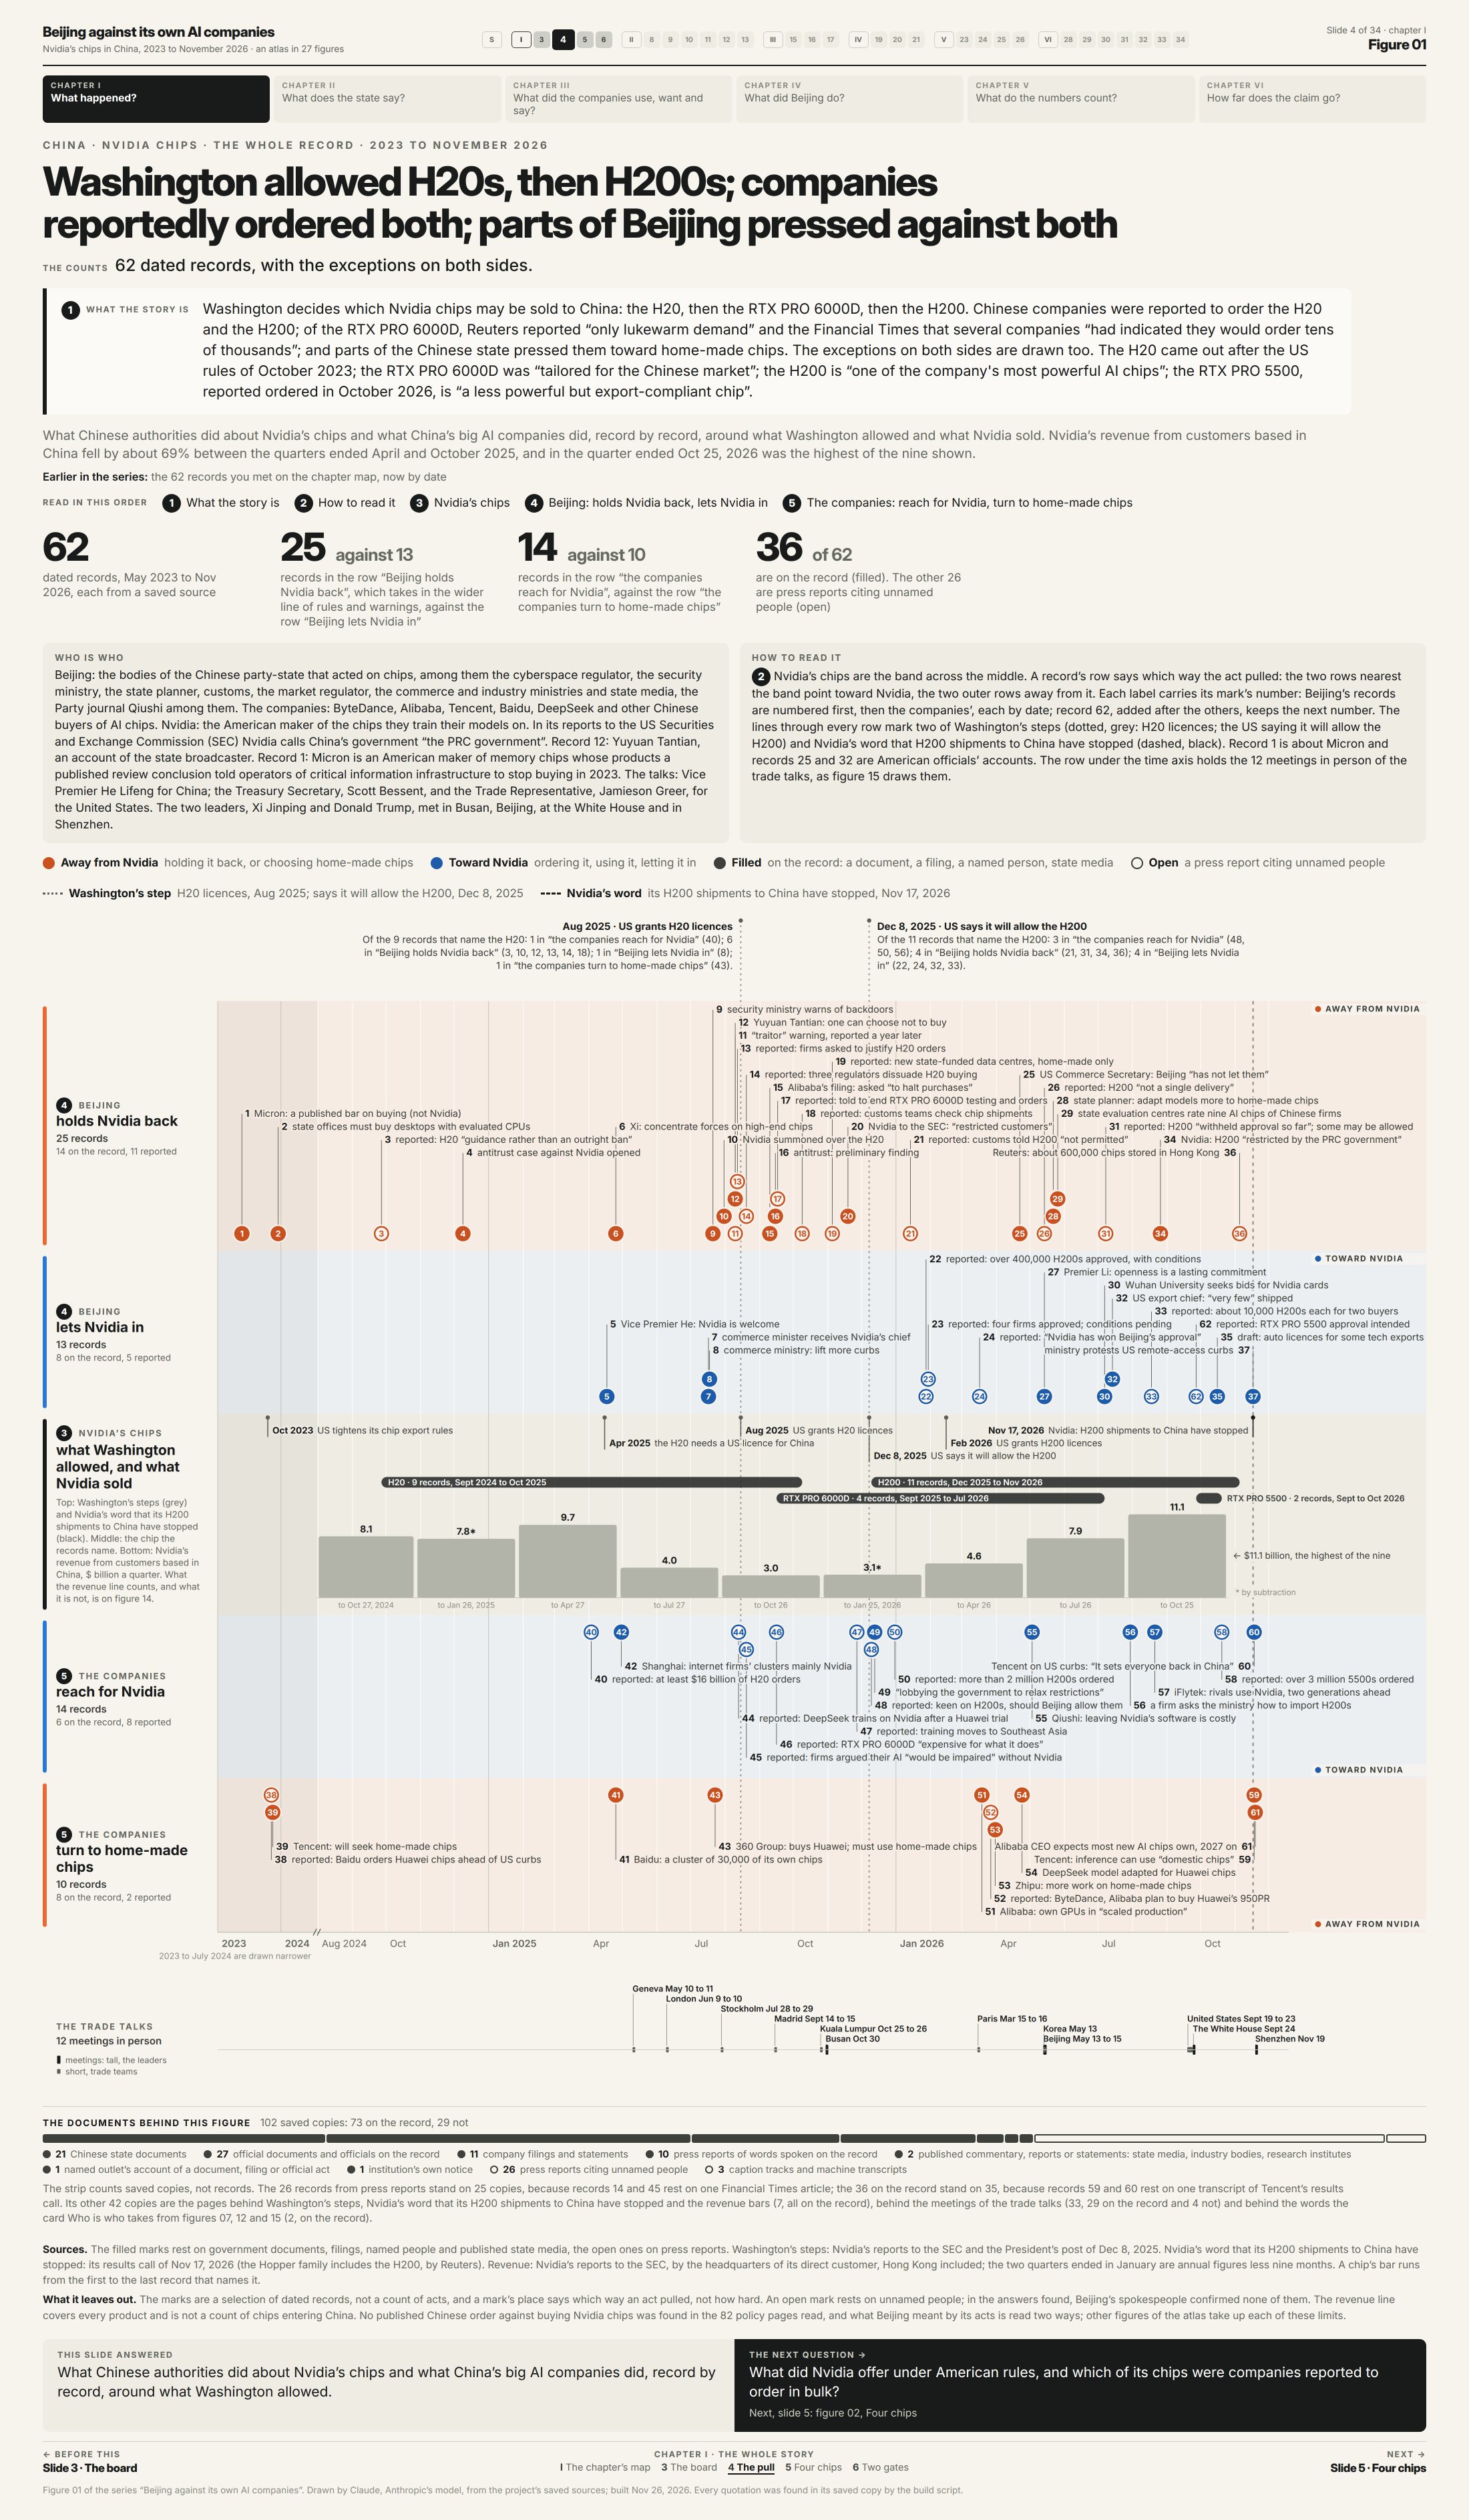 Beijing against its own AI companies
Nvidia's chips in China, 2023 to November 2026 · an atlas in 27 figures
S I 3 4 5 6 II 8 9 10 11 12 13 III 15 16 17 IV 19 20 21 V 23 24 25 26 VI 28 29 30 31 32 33 34
Slide 4 of 34 · chapter I
Figure 01
CHAPTER I
What happened?
CHAPTER II
What does the state say?
CHAPTER III
What did the companies use, want and
say?
CHAPTER IV
What did Beijing do?
CHAPTER V
What do the numbers count?
CHAPTER VI
How far does the claim go?
CHINA · NVIDIA CHIPS · THE WHOLE RECORD · 2023 TO NOVEMBER 2026
Washington allowed H20s, then H200s; companies
reportedly ordered both; parts of Beijing pressed against both
THE COUNTS 62 dated records, with the exceptions on both sides.
1 WHAT THE STORY IS
Washington decides which Nvidia chips may be sold to China: the H20, then the RTX PRO 6000D, then the H200. Chinese companies were reported to order the H20
and the H200; of the RTX PRO 6000D, Reuters reported “only lukewarm demand” and the Financial Times that several companies “had indicated they would order tens
of thousands”; and parts of the Chinese state pressed them toward home-made chips. The exceptions on both sides are drawn too. The H20 came out after the US
rules of October 2023; the RTX PRO 6000D was “tailored for the Chinese market”; the H200 is “one of the company's most powerful AI chips”; the RTX PRO 5500,
reported ordered in October 2026, is “a less powerful but export-compliant chip”.
What Chinese authorities did about Nvidia's chips and what China's big AI companies did, record by record, around what Washington allowed and what Nvidia sold. Nvidia's revenue from customers based in
China fell by about 69% between the quarters ended April and October 2025, and in the quarter ended Oct 25, 2026 was the highest of the nine shown.
Earlier in the series: the 62 records you met on the chapter map, now by date
READ IN THIS ORDER 1 What the story is 2 How to read it 3 Nvidia's chips 4 Beijing: holds Nvidia back, lets Nvidia in 5 The companies: reach for Nvidia, turn to home-made chips
62
dated records, May 2023 to Nov
2026, each from a saved source
25 against 13
records in the row “Beijing holds
Nvidia back”, which takes in the wider
line of rules and warnings, against the
row “Beijing lets Nvidia in”
14 against 10
records in the row “the companies
reach for Nvidia”, against the row “the
companies turn to home-made chips”
36 of 62
are on the record (filled). The other 26
are press reports citing unnamed
people (open)
WHO IS WHO
Beijing: the bodies of the Chinese party-state that acted on chips, among them the cyberspace regulator, the security
ministry, the state planner, customs, the market regulator, the commerce and industry ministries and state media, the
Party journal Qiushi among them. The companies: ByteDance, Alibaba, Tencent, Baidu, DeepSeek and other Chinese
buyers of AI chips. Nvidia: the American maker of the chips they train their models on. In its reports to the US Securities
and Exchange Commission (SEC) Nvidia calls China's government “the PRC government”. Record 12: Yuyuan Tantian,
an account of the state broadcaster. Record 1: Micron is an American maker of memory chips whose products a
published review conclusion told operators of critical information infrastructure to stop buying in 2023. The talks: Vice
Premier He Lifeng for China; the Treasury Secretary, Scott Bessent, and the Trade Representative, Jamieson Greer, for
the United States. The two leaders, Xi Jinping and Donald Trump, met in Busan, Beijing, at the White House and in
Shenzhen.
HOW TO READ IT
2 Nvidia's chips are the band across the middle. A record's row says which way the act pulled: the two rows nearest
the band point toward Nvidia, the two outer rows away from it. Each label carries its mark's number: Beijing's records
are numbered first, then the companies', each by date; record 62, added after the others, keeps the next number. The
lines through every row mark two of Washington's steps (dotted, grey: H20 licences; the US saying it will allow the
H200) and Nvidia's word that H200 shipments to China have stopped (dashed, black). Record 1 is about Micron and
records 25 and 32 are American officials' accounts. The row under the time axis holds the 12 meetings in person of the
trade talks, as figure 15 draws them.
Away from Nvidia holding it back, or choosing home-made chips
Toward Nvidia ordering it, using it, letting it in
Filled on the record: a document, a filing, a named person, state media
Open a press report citing unnamed people
Washington's step H20 licences, Aug 2025; says it will allow the H200, Dec 8, 2025
Nvidia's word its H200 shipments to China have stopped, Nov 17, 2026
Aug 2025 · US grants H20 licences
Of the 9 records that name the H20: 1 in “the companies reach for Nvidia” (40); 6
in “Beijing holds Nvidia back” (3, 10, 12, 13, 14, 18); 1 in “Beijing lets Nvidia in” (8);
1 in “the companies turn to home-made chips” (43).
Dec 8, 2025 · US says it will allow the H200
Of the 11 records that name the H200: 3 in “the companies reach for Nvidia” (48,
50, 56); 4 in “Beijing holds Nvidia back” (21, 31, 34, 36); 4 in “Beijing lets Nvidia
in” (22, 24, 32, 33).
AWAY FROM NVIDIA
4 BEIJING
holds Nvidia back
25 records
14 on the record, 11 reported
9 security ministry warns of backdoors
12 Yuyuan Tantian: one can choose not to buy
11 “traitor” warning, reported a year later
13 reported: firms asked to justify H20 orders
19 reported: new state-funded data centres, home-made only
14 reported: three regulators dissuade H20 buying
25 US Commerce Secretary: Beijing “has not let them”
15 Alibaba's filing: asked “to halt purchases”
26 reported: H200 “not a single delivery”
17 reported: told to end RTX PRO 6000D testing and orders
28 state planner: adapt models more to home-made chips
1 Micron: a published bar on buying (not Nvidia)
18 reported: customs teams check chip shipments
29 state evaluation centres rate nine AI chips of Chinese firms
2 state offices must buy desktops with evaluated CPUs
6 Xi: concentrate forces on high-end chips
20 Nvidia to the SEC: “restricted customers”
31 reported: H200 “withheld approval so far”; some may be allowed
3 reported: H20 “guidance rather than an outright ban”
10 Nvidia summoned over the H20
21 reported: customs told H200 “not permitted”
34 Nvidia: H200 “restricted by the PRC government”
4 antitrust case against Nvidia opened
16 antitrust: preliminary finding
Reuters: about 600,000 chips stored in Hong Kong 36
13
12 17 29
10 14 16 20 28
1 2 3 4 6 9 11 15 18 19 21 25 26 31 34 36
TOWARD NVIDIA
4 BEIJING
lets Nvidia in
13 records
8 on the record, 5 reported
22 reported: over 400,000 H200s approved, with conditions
27 Premier Li: openness is a lasting commitment
30 Wuhan University seeks bids for Nvidia cards
32 US export chief: “very few” shipped
33 reported: about 10,000 H200s each for two buyers
5 Vice Premier He: Nvidia is welcome
23 reported: four firms approved; conditions pending
62 reported: RTX PRO 5500 approval intended
7 commerce minister receives Nvidia's chief
24 reported: “Nvidia has won Beijing's approval”
35 draft: auto licences for some tech exports
8 commerce ministry: lift more curbs
ministry protests US remote-access curbs 37
8 23 32
5 7 22 24 27 30 33 62 35 37
3 NVIDIA'S CHIPS
what Washington
allowed, and what
Nvidia sold
Top: Washington's steps (grey)
and Nvidia's word that its H200
shipments to China have stopped
(black). Middle: the chip the
records name. Bottom: Nvidia's
revenue from customers based in
China, $ billion a quarter. What
the revenue line counts, and what
it is not, is on figure 14.
Oct 2023 US tightens its chip export rules
Aug 2025 US grants H20 licences
Nov 17, 2026 Nvidia: H200 shipments to China have stopped
Apr 2025 the H20 needs a US licence for China
Feb 2026 US grants H200 licences
Dec 8, 2025 US says it will allow the H200
H20 · 9 records, Sept 2024 to Oct 2025
H200 · 11 records, Dec 2025 to Nov 2026
RTX PRO 6000D · 4 records, Sept 2025 to Jul 2026
RTX PRO 5500 · 2 records, Sept to Oct 2026
8.1 7.8* 9.7 4.0 3.0 3.1* 4.6 7.9 11.1
← $11.1 billion, the highest of the nine
* by subtraction
to Oct 27, 2024 to Jan 26, 2025 to Apr 27 to Jul 27 to Oct 26 to Jan 25, 2026 to Apr 26 to Jul 26 to Oct 25
5 THE COMPANIES
reach for Nvidia
14 records
6 on the record, 8 reported
40 42 44 46 47 49 50 55 56 57 58 60
45 48
42 Shanghai: internet firms' clusters mainly Nvidia
Tencent on US curbs: “It sets everyone back in China” 60
40 reported: at least $16 billion of H20 orders
50 reported: more than 2 million H200s ordered
58 reported: over 3 million 5500s ordered
49 “lobbying the government to relax restrictions”
57 iFlytek: rivals use Nvidia, two generations ahead
48 reported: keen on H200s, should Beijing allow them
56 a firm asks the ministry how to import H200s
44 reported: DeepSeek trains on Nvidia after a Huawei trial
55 Qiushi: leaving Nvidia's software is costly
47 reported: training moves to Southeast Asia
46 reported: RTX PRO 6000D “expensive for what it does”
45 reported: firms argued their AI “would be impaired” without Nvidia
TOWARD NVIDIA
5 THE COMPANIES
turn to home-made
chips
10 records
8 on the record, 2 reported
38 41 43 51 54 59
39 52 61
53
39 Tencent: will seek home-made chips
43 360 Group: buys Huawei; must use home-made chips
Alibaba CEO expects most new AI chips own, 2027 on 61
38 reported: Baidu orders Huawei chips ahead of US curbs
41 Baidu: a cluster of 30,000 of its own chips
Tencent: inference can use “domestic chips” 59
54 DeepSeek model adapted for Huawei chips
53 Zhipu: more work on home-made chips
52 reported: ByteDance, Alibaba plan to buy Huawei's 950PR
51 Alibaba: own GPUs in “scaled production”
AWAY FROM NVIDIA
2023 2024 Aug 2024 Oct Jan 2025 Apr Jul Oct Jan 2026 Apr Jul Oct
2023 to July 2024 are drawn narrower
THE TRADE TALKS
12 meetings in person
meetings: tall, the leaders
short, trade teams
Geneva May 10 to 11
London Jun 9 to 10
Stockholm Jul 28 to 29
Madrid Sept 14 to 15
Kuala Lumpur Oct 25 to 26
Busan Oct 30
Paris Mar 15 to 16
Korea May 13
Beijing May 13 to 15
United States Sept 19 to 23
The White House Sept 24
Shenzhen Nov 19
THE DOCUMENTS BEHIND THIS FIGURE 102 saved copies: 73 on the record, 29 not
21 Chinese state documents 27 official documents and officials on the record 11 company filings and statements 10 press reports of words spoken on the record 2 published commentary, reports or statements: state media, industry bodies, research institutes
1 named outlet's account of a document, filing or official act 1 institution's own notice 26 press reports citing unnamed people 3 caption tracks and machine transcripts
The strip counts saved copies, not records. The 26 records from press reports stand on 25 copies, because records 14 and 45 rest on one Financial Times article; the 36 on the record stand on 35, because records 59 and 60 rest on one transcript of Tencent's results
call. Its other 42 copies are the pages behind Washington's steps, Nvidia's word that its H200 shipments to China have stopped and the revenue bars (7, all on the record), behind the meetings of the trade talks (33, 29 on the record and 4 not) and behind the words the
card Who is who takes from figures 07, 12 and 15 (2, on the record).
Sources. The filled marks rest on government documents, filings, named people and published state media, the open ones on press reports. Washington's steps: Nvidia's reports to the SEC and the President's post of Dec 8, 2025. Nvidia's word that its H200 shipments to China have
stopped: its results call of Nov 17, 2026 (the Hopper family includes the H200, by Reuters). Revenue: Nvidia's reports to the SEC, by the headquarters of its direct customer, Hong Kong included; the two quarters ended in January are annual figures less nine months. A chip's bar runs
from the first to the last record that names it.
What it leaves out. The marks are a selection of dated records, not a count of acts, and a mark's place says which way an act pulled, not how hard. An open mark rests on unnamed people; in the answers found, Beijing's spokespeople confirmed none of them. The revenue line
covers every product and is not a count of chips entering China. No published Chinese order against buying Nvidia chips was found in the 82 policy pages read, and what Beijing meant by its acts is read two ways; other figures of the atlas take up each of these limits.
THIS SLIDE ANSWERED
What Chinese authorities did about Nvidia's chips and what China's big AI companies did, record by
record, around what Washington allowed.
THE NEXT QUESTION →
What did Nvidia offer under American rules, and which of its chips were companies reported to
order in bulk?
Next, slide 5: figure 02, Four chips
← BEFORE THIS
Slide 3 · The board
CHAPTER I · THE WHOLE STORY
I The chapter's map 3 The board 4 The pull 5 Four chips 6 Two gates
NEXT →
Slide 5 · Four chips
Figure 01 of the series “Beijing against its own AI companies”. Drawn by Claude, Anthropic's model, from the project's saved sources; built Nov 26, 2026. Every quotation was found in its saved copy by the build script.